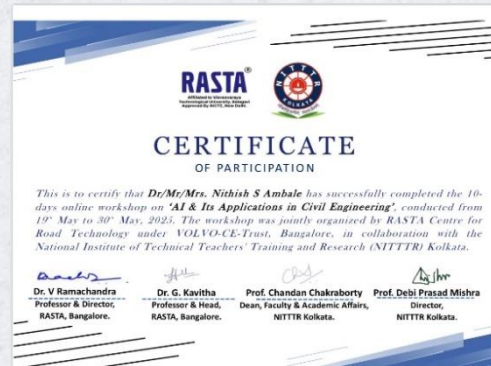 RASTA®
Affiliated to Visvesvaraya
Technological University, Belagavi
Approved By AICTE, New Delhi
NITTTR
KOLKATA
CERTIFICATE
OF PARTICIPATION
This is to certify that Dr/Mr/Mrs. Nithish S Ambale has successfully completed the 10-
days online workshop on 'AI & Its Applications in Civil Engineering', conducted from
19ᵗʰ May to 30ᵗʰ May, 2025. The workshop was jointly organized by RASTA Centre for
Road Technology under VOLVO-CE-Trust, Bangalore, in collaboration with the
National Institute of Technical Teachers' Training and Research (NITTTR) Kolkata.
Dr. V Ramachandra
Professor & Director,
RASTA, Bangalore.
Dr. G. Kavitha
Professor & Head,
RASTA, Bangalore.
Prof. Chandan Chakraborty
Dean, Faculty & Academic Affairs,
NITTTR Kolkata.
Prof. Debi Prasad Mishra
Director,
NITTTR Kolkata.